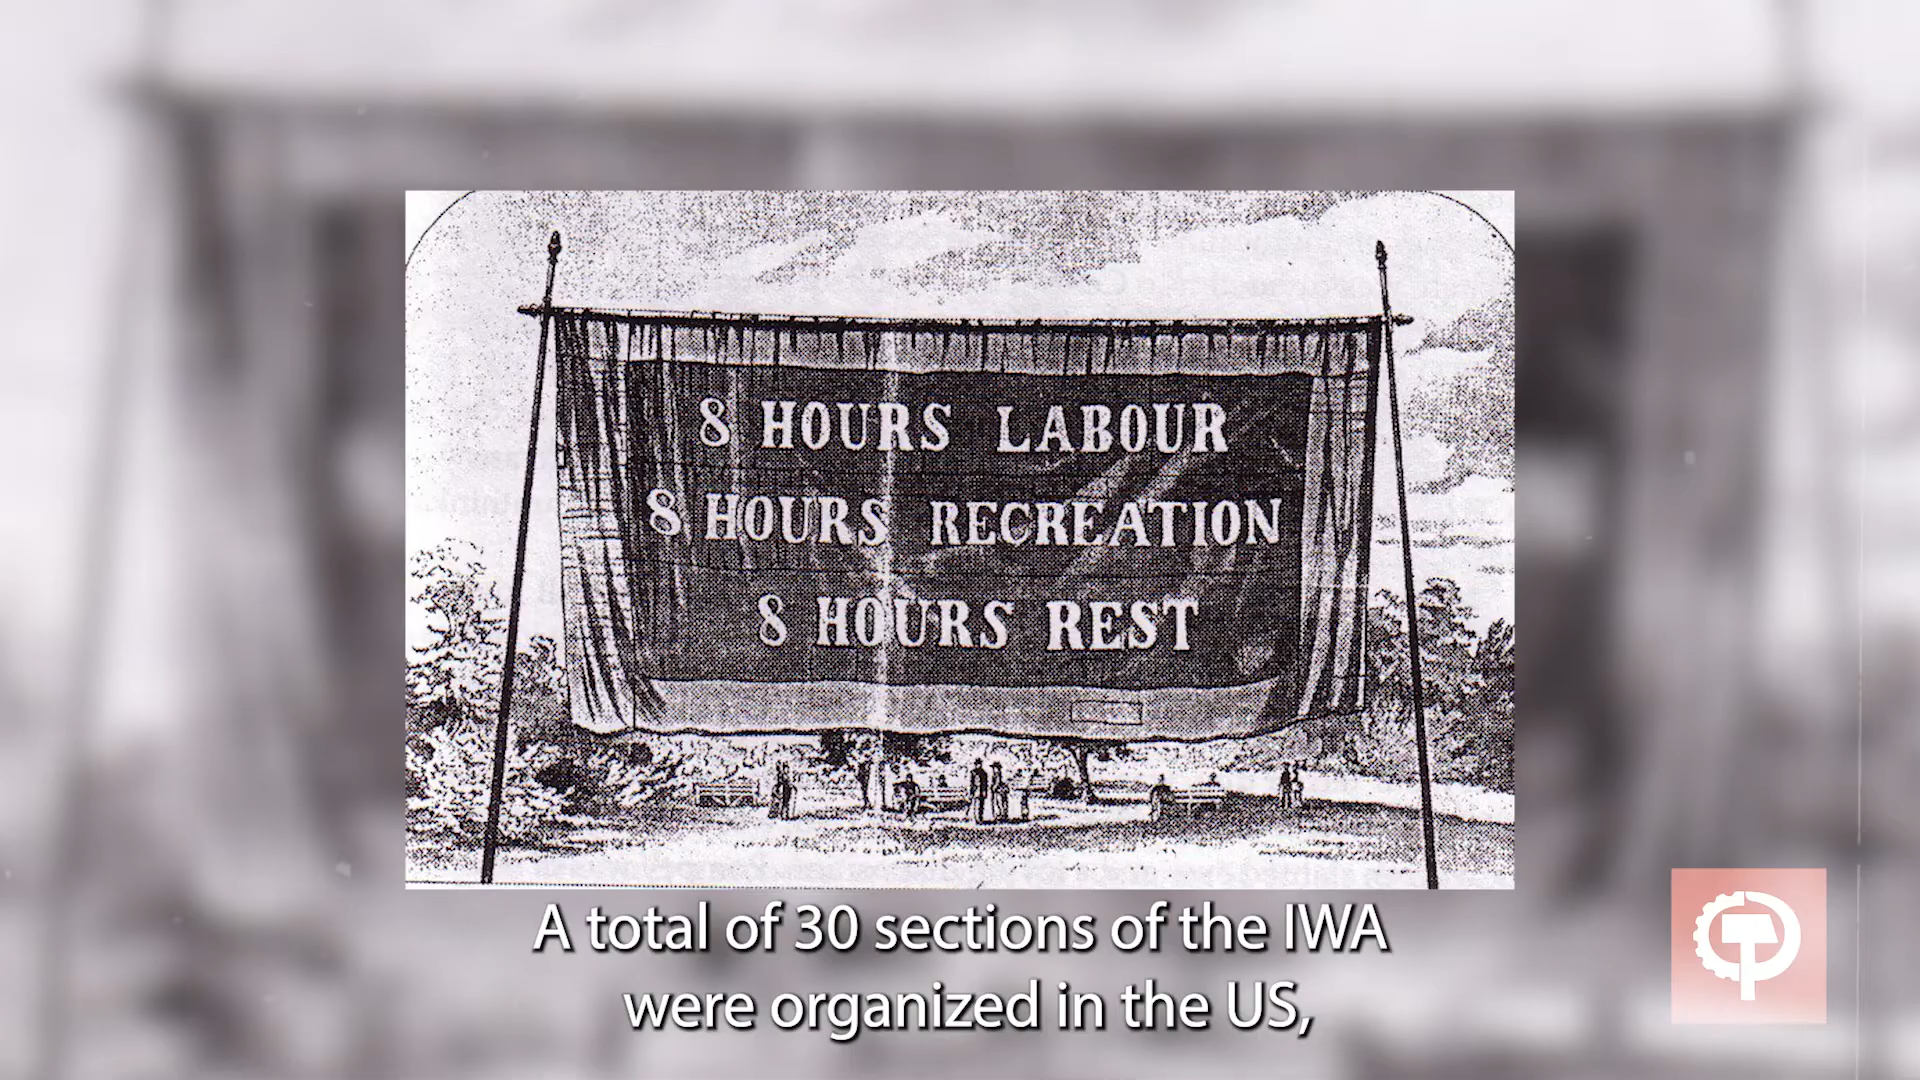 8 HOURS LABOUR
8 HOURS RECREATION
8 HOURS REST
A total of 30 sections of the IWA
were organized in the US,